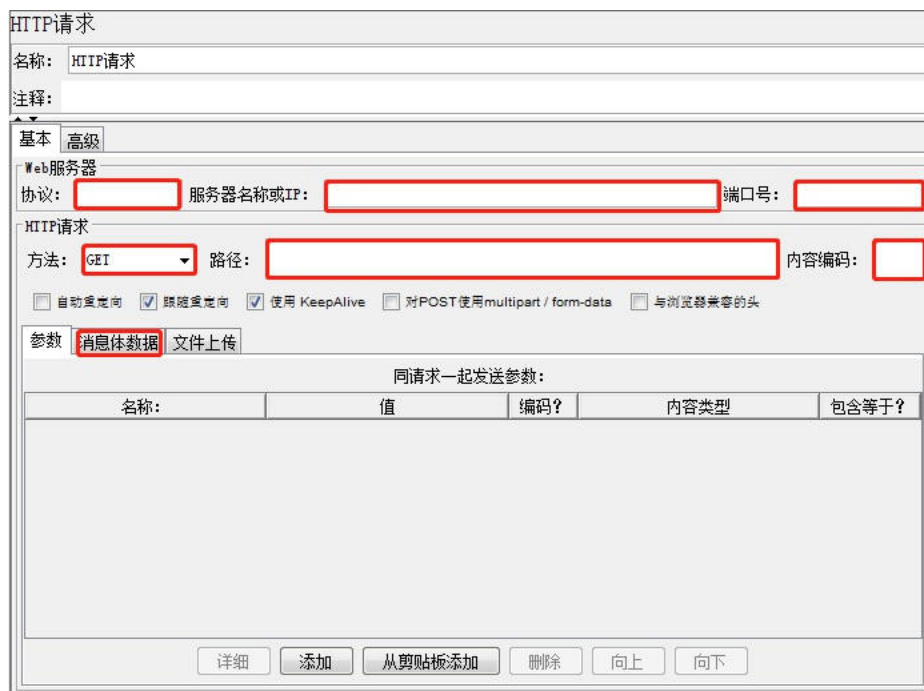 HTTP请求
名称: HTTP请求
注释:
基本 高级
Web服务器
协议: 服务器名称或IP: 端口号:
HTTP请求
方法: GET 路径: 内容编码:
自动重定向 跟随重定向 使用 KeepAlive 对POST使用multipart / form-data 与浏览器兼容的头
参数 消息体数据 文件上传
同请求一起发送参数:
名称: 值 编码? 内容类型 包含等于?
详细 添加 从剪贴板添加 删除 向上 向下